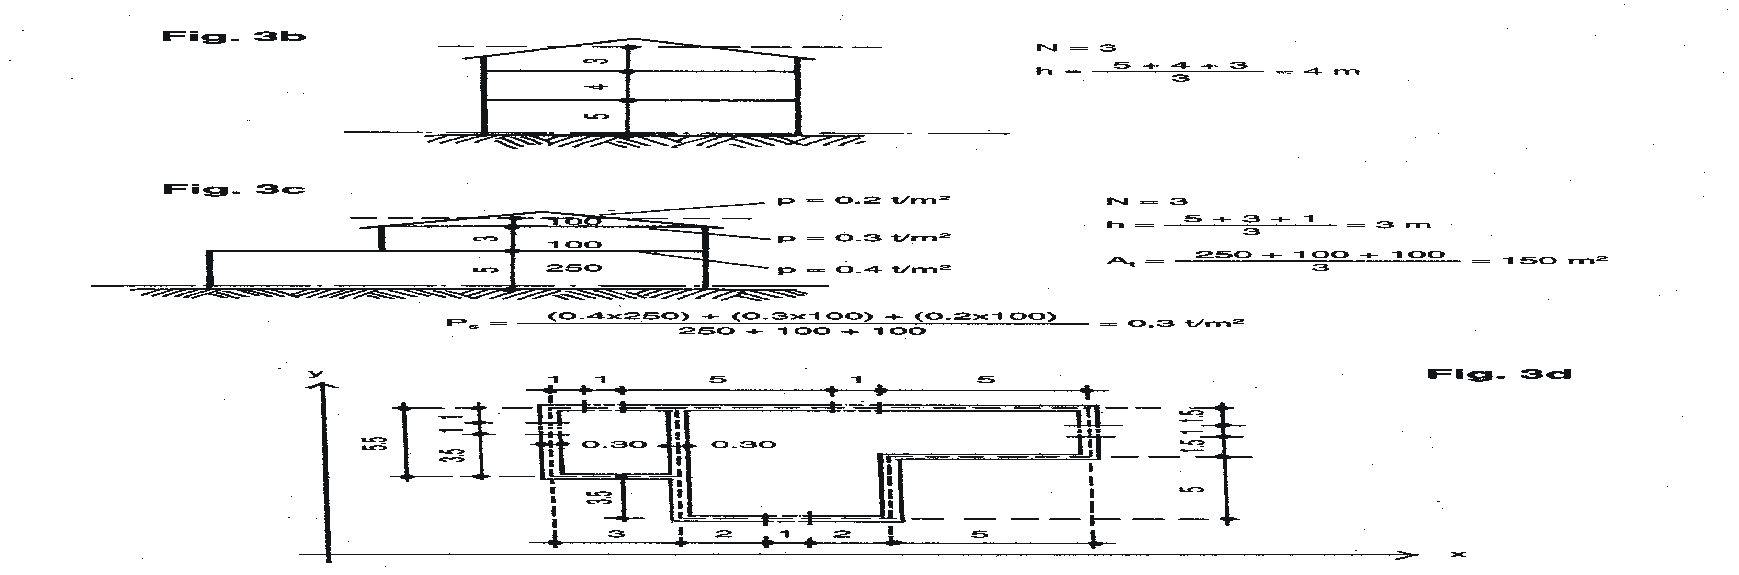 Fig. 3b
3
4
5
N = 3
h = 5 + 4 + 3 / 3 = 4 m
Fig. 3c
100
3 100
5 250
p = 0.2 t/m²
p = 0.3 t/m²
p = 0.4 t/m²
N = 3
h = 5 + 3 + 1 / 3 = 3 m
At = 250 + 100 + 100 / 3 = 150 m²
Ps = (0.4x250) + (0.3x100) + (0.2x100) / 250 + 100 + 100 = 0.3 t/m²
Fig. 3d
y
1 1 5 1 5
5.5
1
1
3.5
0.30 0.30
3.5
1.5
1
1.5
5
3 2 1 2 5
x